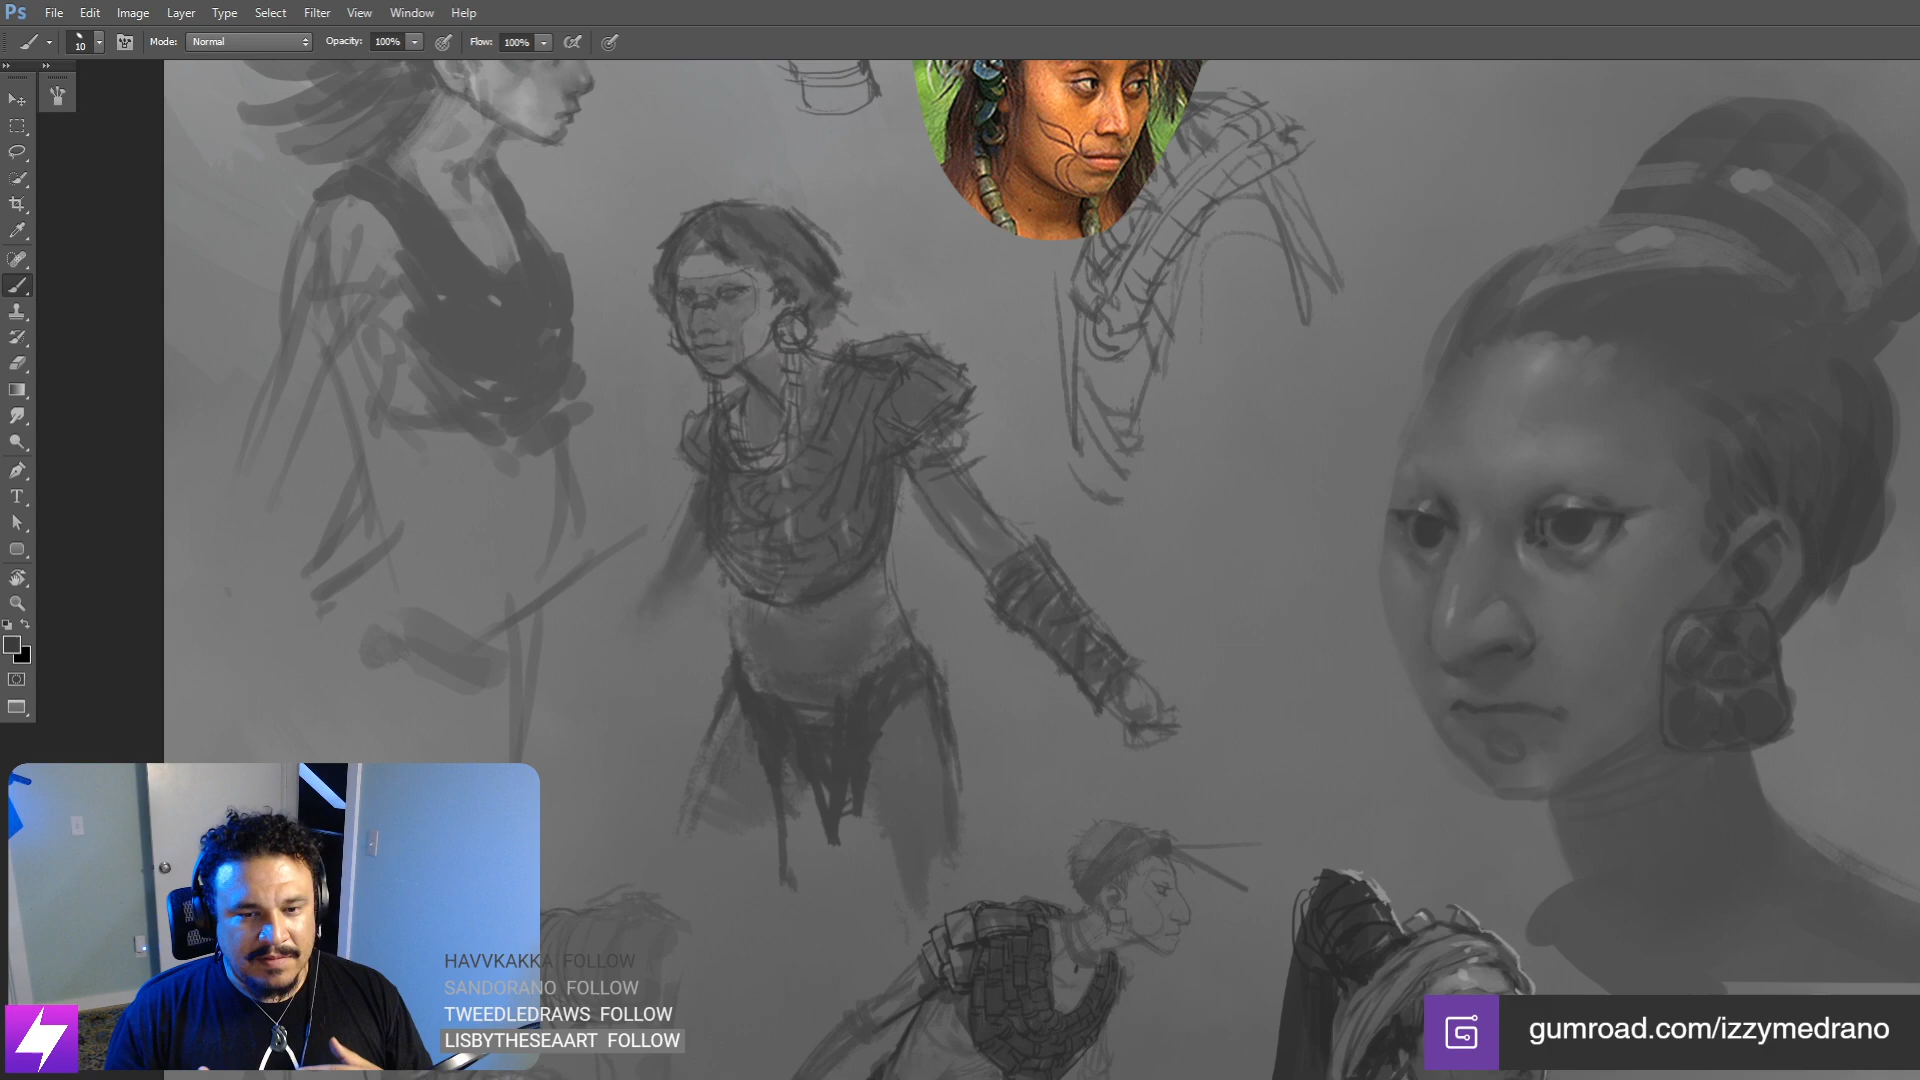 Ps File Edit Image Layer Type Select Filter View Window Help
10 Mode: Normal Opacity: 100% Flow: 100%
T
HAVVKAKKA FOLLOW
SANDORANO FOLLOW
TWEEDLEDRAWS FOLLOW
LISBYTHESEAART FOLLOW
gumroad.com/izzymedrano